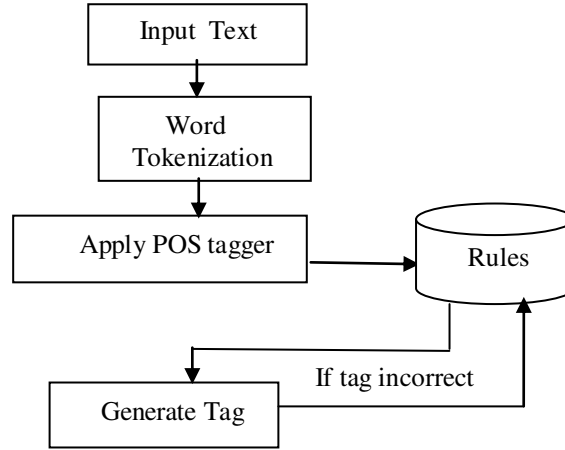 Input Text
Word
Tokenization
Apply POS tagger
Rules
If tag incorrect
Generate Tag